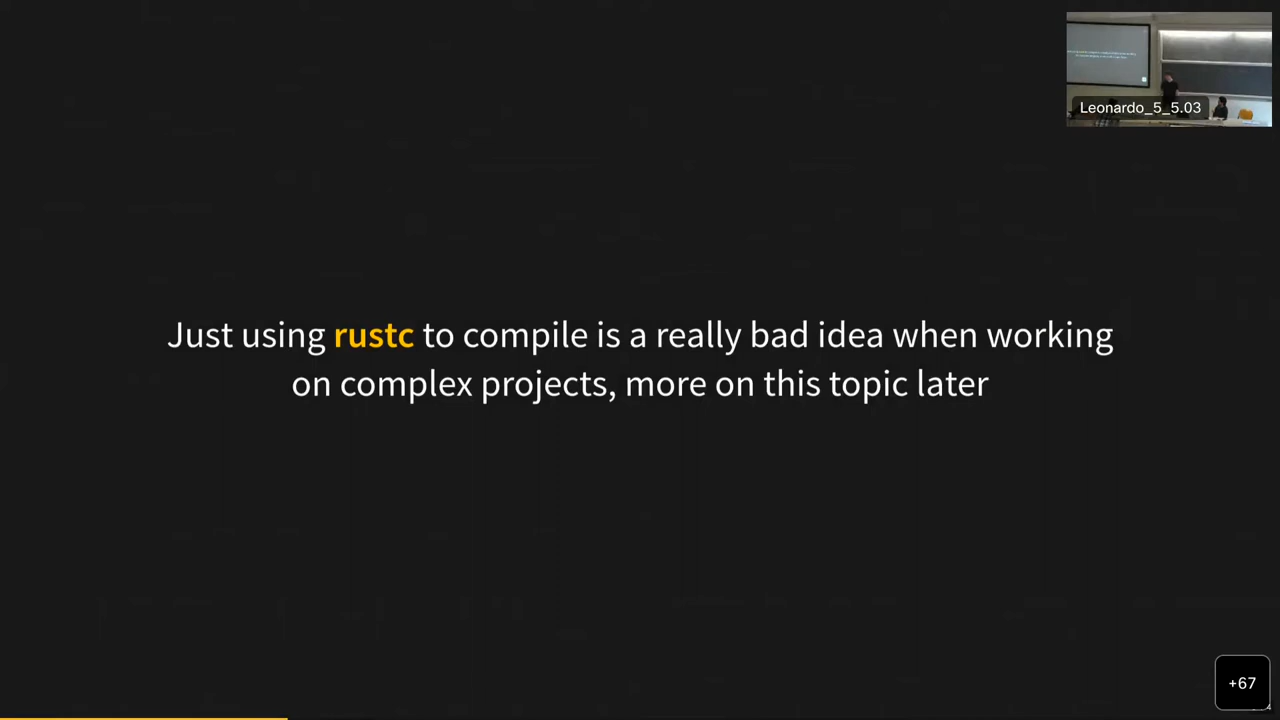 Leonardo_5_5.03
Just using rustc to compile is a really bad idea when working
on complex projects, more on this topic later
+67